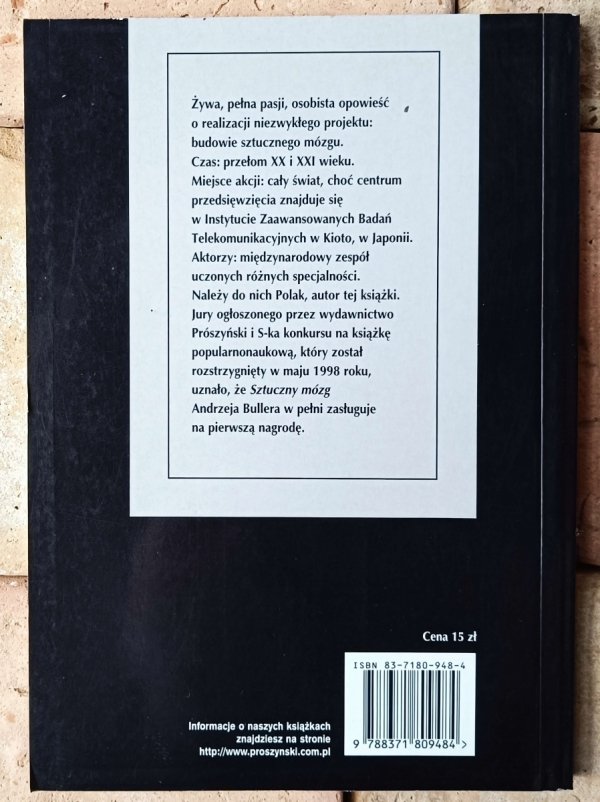 Żywa, pełna pasji, osobista opowieść
o realizacji niezwykłego projektu:
budowie sztucznego mózgu.
Czas: przełom XX i XXI wieku.
Miejsce akcji: cały świat, choć centrum
przedsięwzięcia znajduje się
w Instytucie Zaawansowanych Badań
Telekomunikacyjnych w Kioto, w Japonii.
Aktorzy: międzynarodowy zespół
uczonych różnych specjalności.
Należy do nich Polak, autor tej książki.
Jury ogłoszonego przez wydawnictwo
Prószyński i S-ka konkursu na książkę
popularnonaukową, który został
rozstrzygnięty w maju 1998 roku,
uznało, że Sztuczny mózg
Andrzeja Bullera w pełni zasługuje
na pierwszą nagrodę.
Cena 15 zł
ISBN 83-7180-948-4
9 788371 809484 >
Informacje o naszych książkach
znajdziesz na stronie
http://www.proszynski.com.pl